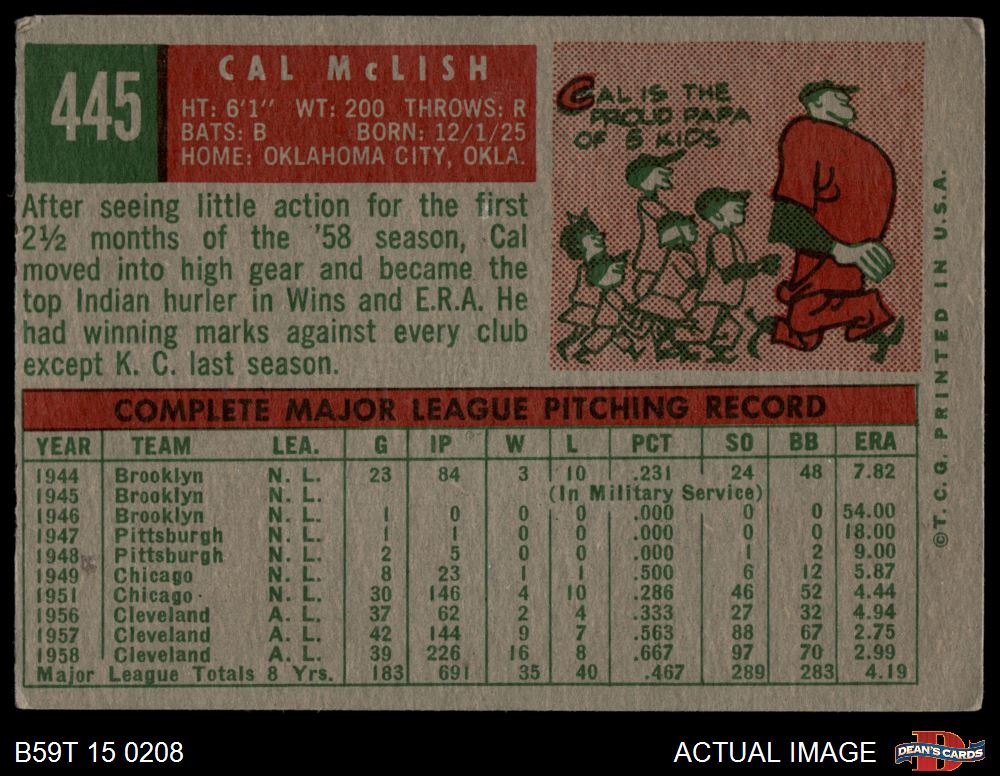 445
CAL McLISH
HT: 6'1" WT: 200 THROWS: R
BATS: B BORN: 12/1/25
HOME: OKLAHOMA CITY, OKLA.
CAL IS THE
PROUD PAPA
OF 5 KIDS
After seeing little action for the first
2½ months of the '58 season, Cal
moved into high gear and became the
top Indian hurler in Wins and E.R.A. He
had winning marks against every club
except K. C. last season.
COMPLETE MAJOR LEAGUE PITCHING RECORD
YEAR TEAM LEA. G IP W L PCT SO BB ERA
1944 Brooklyn N. L. 23 84 3 10 .231 24 48 7.82
1945 Brooklyn N. L. (In Military Service)
1946 Brooklyn N. L. 1 0 0 0 .000 0 0 54.00
1947 Pittsburgh N. L. 1 1 0 0 .000 0 0 18.00
1948 Pittsburgh N. L. 2 5 0 0 .000 1 2 9.00
1949 Chicago N. L. 8 23 1 1 .500 6 12 5.87
1951 Chicago N. L. 30 146 4 10 .286 46 52 4.44
1956 Cleveland A. L. 37 62 2 4 .333 27 32 4.94
1957 Cleveland A. L. 42 144 9 7 .563 88 67 2.75
1958 Cleveland A. L. 39 226 16 8 .667 97 70 2.99
Major League Totals 8 Yrs. 183 691 35 40 .467 289 283 4.19
©T. C. G. PRINTED IN U.S.A.
B59T 15 0208
ACTUAL IMAGE
DEAN'S CARDS